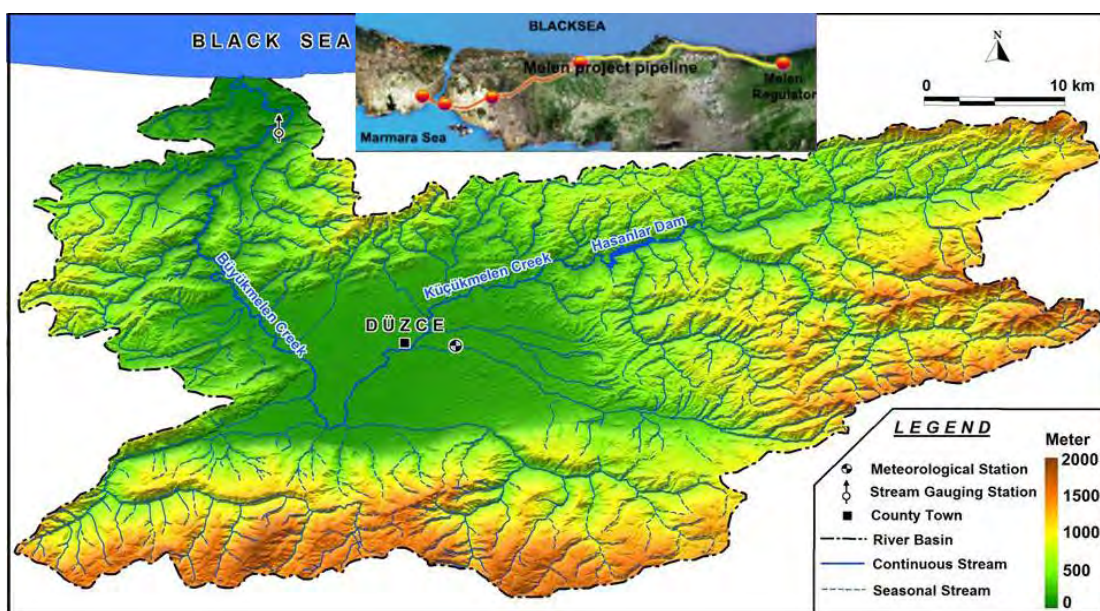 BLACK SEA
BLACKSEA
Melen project pipeline
Melen
Regulator
Marmara Sea
N
0 10 km
Büyükmelen Creek
Küçükmelen Creek
Hasanlar Dam
DÜZCE
LEGEND
Meteorological Station
Stream Gauging Station
County Town
River Basin
Continuous Stream
Seasonal Stream
Meter
2000
1500
1000
500
0